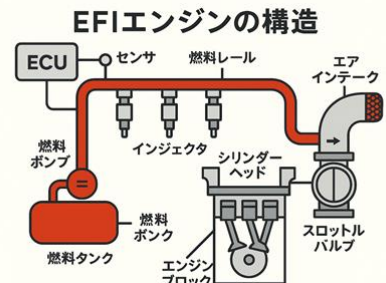 EFIエンジンの構造
ECU
センサ
燃料レール
エア
インテーク
燃料
ポンプ
インジェクタ
シリンダー
ヘッド
燃料
ポンク
燃料タンク
エンジン
ブロック
スロットル
バルブ